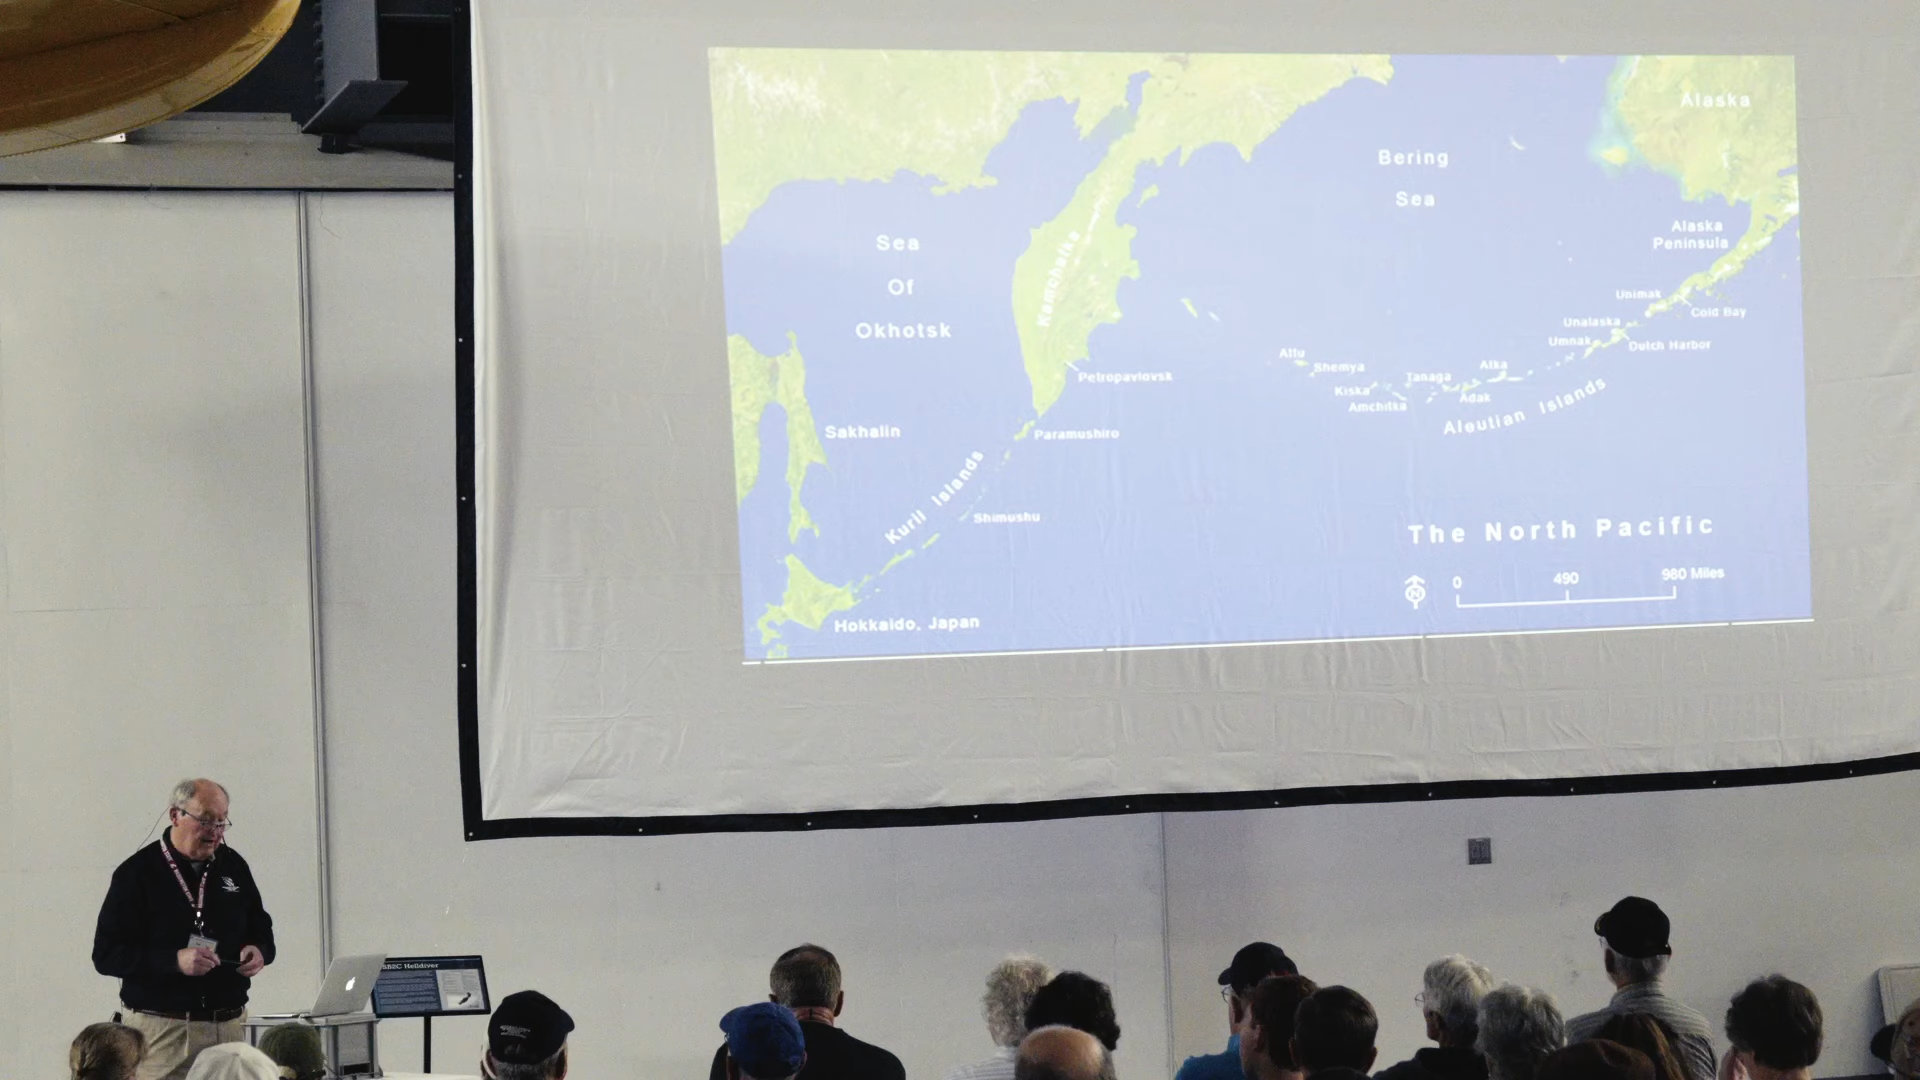 Alaska
Bering
Sea
Alaska
Peninsula
Sea
Of
Okhotsk
Kamchatka
Unimak
Cold Bay
Unalaska
Umnak
Dutch Harbor
Attu
Shemya
Kiska
Amchitka
Tanaga
Atka
Adak
Aleutian Islands
Petropavlovsk
Sakhalin
Paramushiro
Kuril Islands
Shimushu
Hokkaido, Japan
The North Pacific
N
0 490 980 Miles
SB2C Helldiver